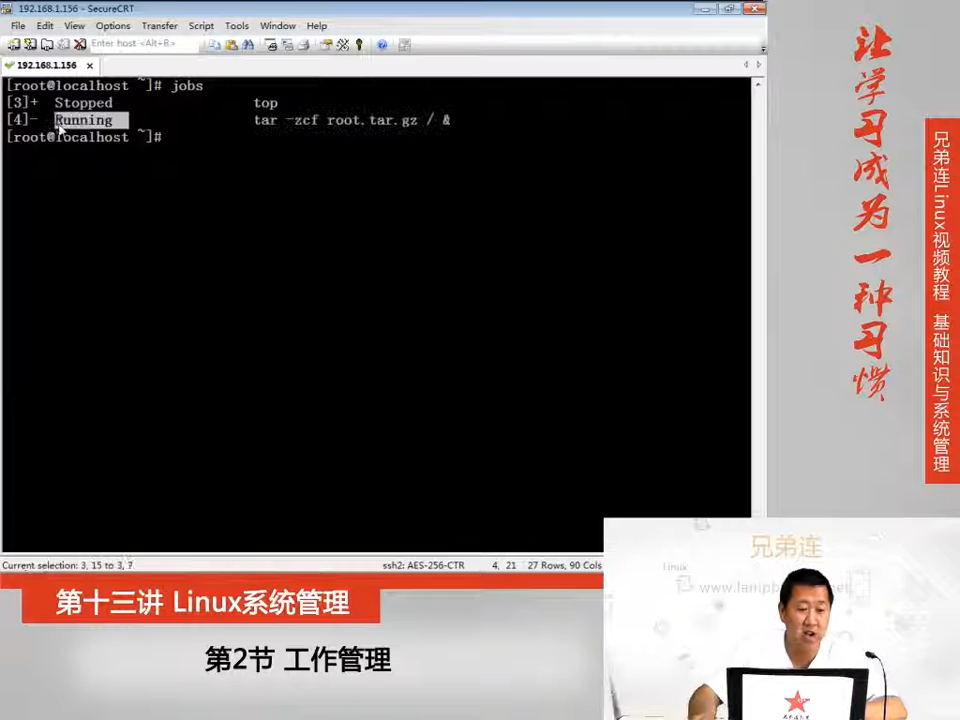 192.168.1.156 - SecureCRT
File Edit View Options Transfer Script Tools Window Help
Enter host <Alt+B>
192.168.1.156
[root@localhost ~]# jobs
[3]+ Stopped top
[4]- Running tar -zcf root.tar.gz / &
[root@localhost ~]#
Current selection: 3, 15 to 3, 7
ssh2: AES-256-CTR
4, 21
27 Rows, 90 Cols
让学习成为一种习惯
兄弟连Linux视频教程 基础知识与系统管理
第十三讲 Linux系统管理
第2节 工作管理
兄弟连
Linux